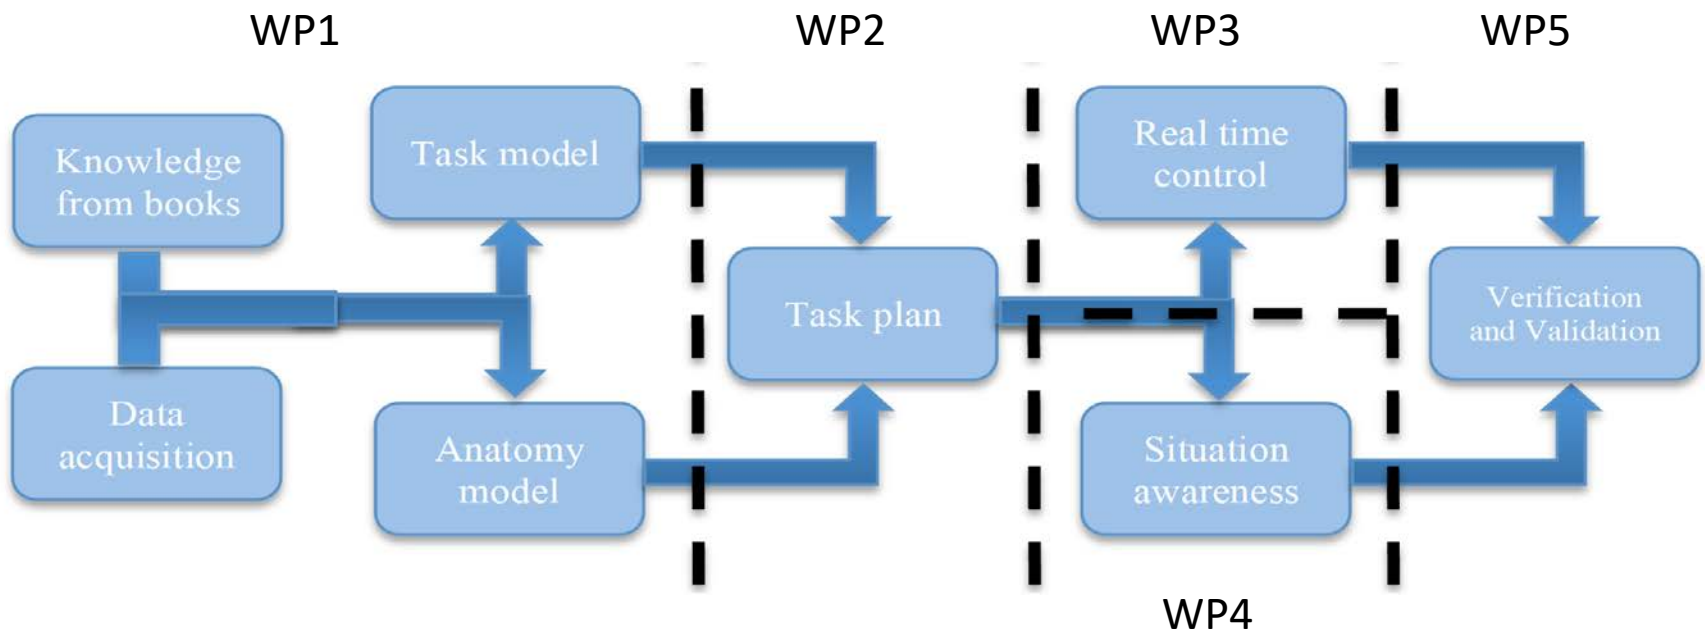 WP1
WP2
WP3
WP5
Knowledge
from books
Task model
Real time
control
Task plan
Verification
and Validation
Data
acquisition
Anatomy
model
Situation
awareness
WP4